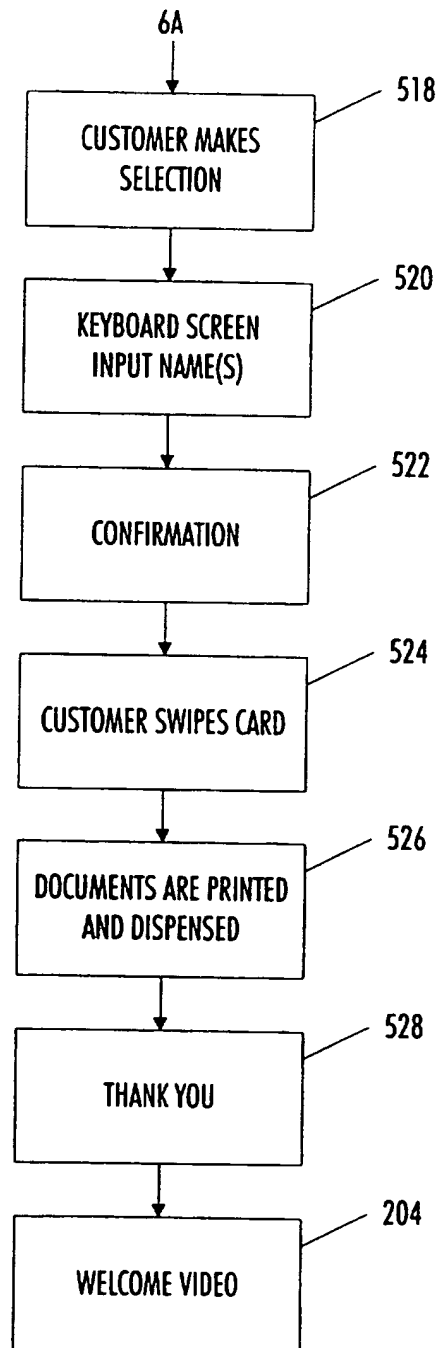 6A
518
CUSTOMER MAKES
SELECTION
520
KEYBOARD SCREEN
INPUT NAME(S)
522
CONFIRMATION
524
CUSTOMER SWIPES CARD
526
DOCUMENTS ARE PRINTED
AND DISPENSED
528
THANK YOU
204
WELCOME VIDEO